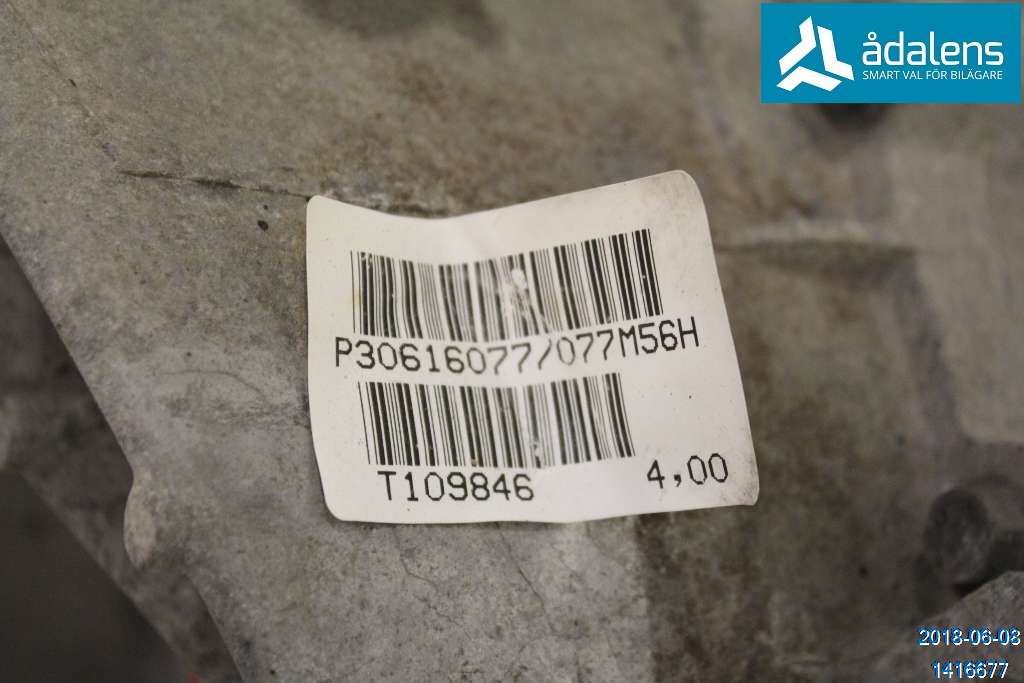 ådalens
SMART VAL FÖR BILÄGARE
P30616077/077M56H
T109846
4,00
2018-06-08
1416677